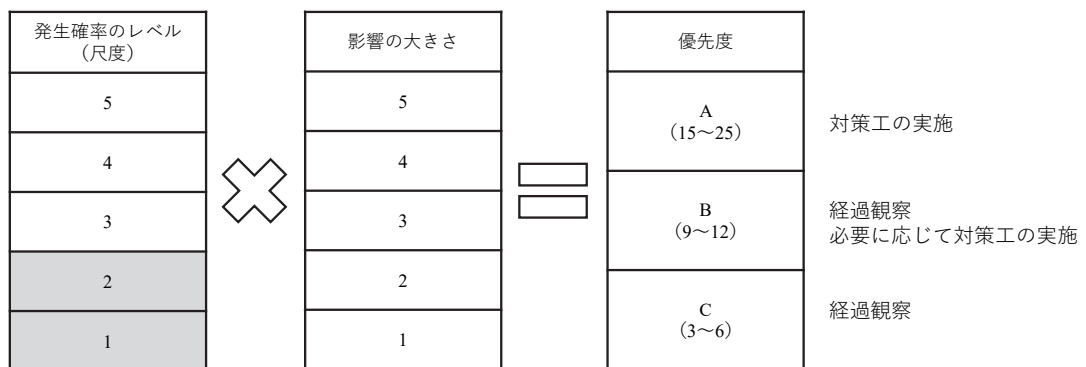 発生確率のレベル
（尺度）
5
4
3
2
1
影響の大きさ
5
4
3
2
1
優先度
A
（15～25）
B
（9～12）
C
（3～6）
対策工の実施
経過観察
必要に応じて対策工の実施
経過観察